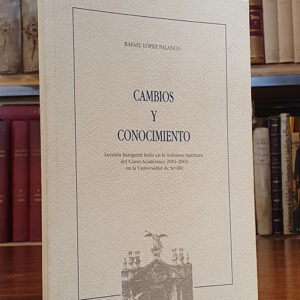 RAFAEL LÓPEZ PALANCO
CAMBIOS
Y
CONOCIMIENTO
Lección Inaugural leída en la Solemne Apertura
del Curso Académico 2001-2002
en la Universidad de Sevilla